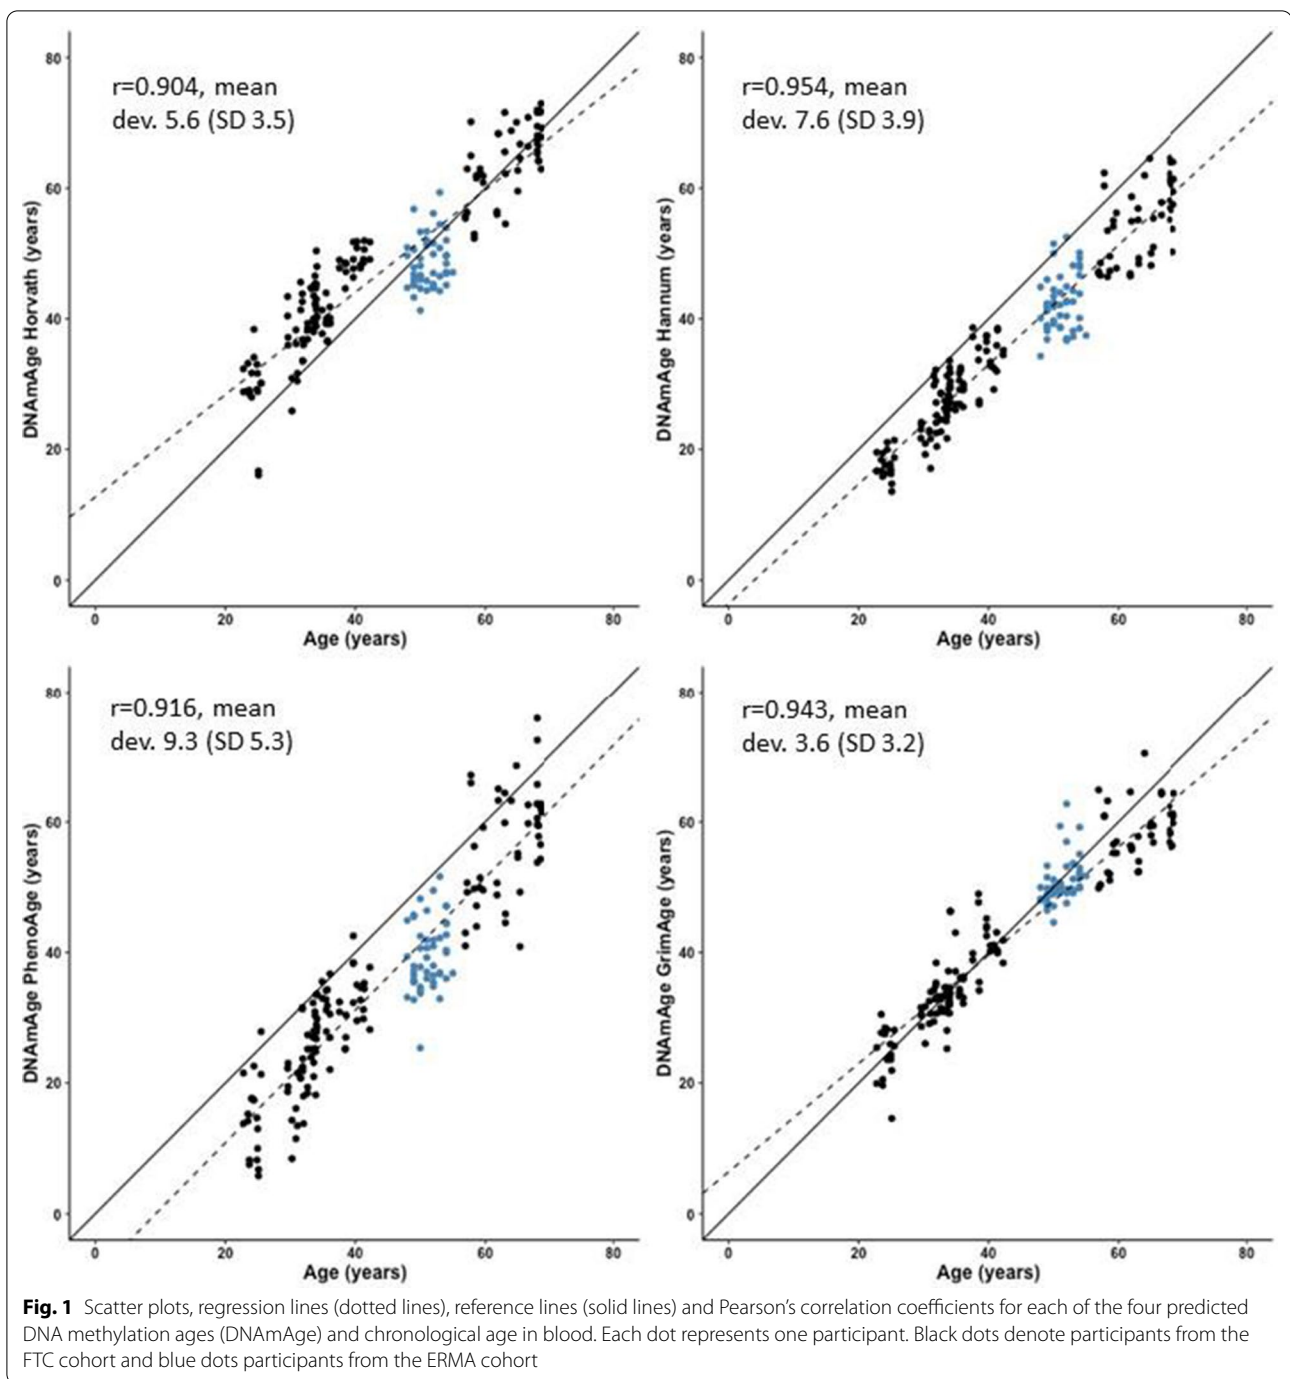 80
60
40
20
0
DNAmAge Horvath (years)
r=0.904, mean
dev. 5.6 (SD 3.5)
0 20 40 60 80
Age (years)
80
60
40
20
0
DNAmAge Hannum (years)
r=0.954, mean
dev. 7.6 (SD 3.9)
0 20 40 60 80
Age (years)
80
60
40
20
0
DNAmAge PhenoAge (years)
r=0.916, mean
dev. 9.3 (SD 5.3)
0 20 40 60 80
Age (years)
80
60
40
20
0
DNAmAge GrimAge (years)
r=0.943, mean
dev. 3.6 (SD 3.2)
0 20 40 60 80
Age (years)
Fig. 1 Scatter plots, regression lines (dotted lines), reference lines (solid lines) and Pearson's correlation coefficients for each of the four predicted
DNA methylation ages (DNAmAge) and chronological age in blood. Each dot represents one participant. Black dots denote participants from the
FTC cohort and blue dots participants from the ERMA cohort